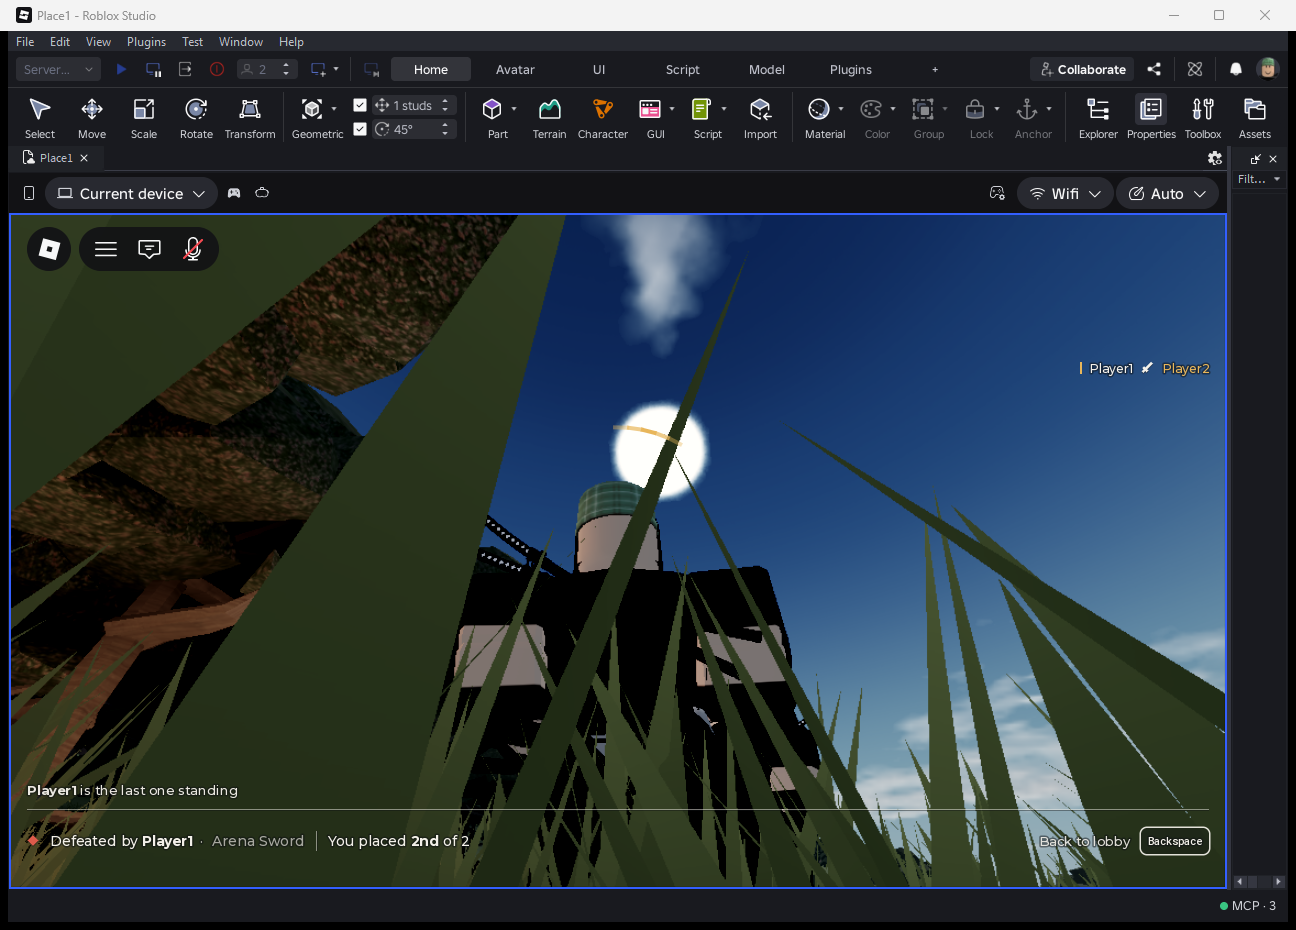 Place1 - Roblox Studio
File Edit View Plugins Test Window Help
Server... 2 Home Avatar UI Script Model Plugins + Collaborate
1 studs
45°
Select Move Scale Rotate Transform Geometric Part Terrain Character GUI Script Import Material Color Group Lock Anchor Explorer Properties Toolbox Assets
Place1
Filt...
Current device Wifi Auto
Player1 Player2
Player1 is the last one standing
Defeated by Player1 · Arena Sword You placed 2nd of 2 Back to lobby Backspace
MCP · 3